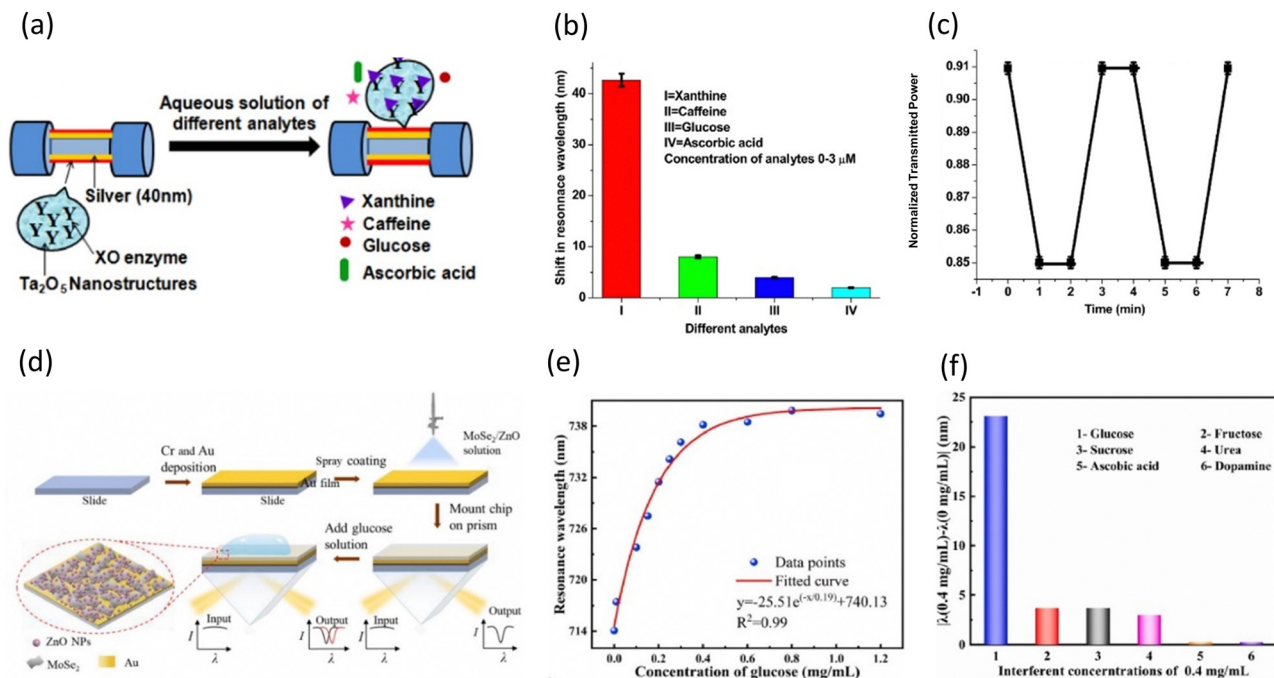 (a)
Aqueous solution of
different analytes
Silver (40nm)
XO enzyme
Ta2O5 Nanostructures
Y Y Y
Y Y Y
Y
Y
Y Y
Y Y Y
Xanthine
Caffeine
Glucose
Ascorbic acid
(b)
Shift in resonnace wavelength (nm)
40
30
20
10
0
I=Xanthine
II=Caffeine
III=Glucose
IV=Ascorbic acid
Concentration of analytes 0-3 μM
I II III IV
Different analytes
(c)
Normalized Transmitted Power
0.91
0.90
0.89
0.88
0.87
0.86
0.85
-1 0 1 2 3 4 5 6 7 8
Time (min)
(d)
Cr and Au
deposition
Spray coating
MoSe2/ZnO
solution
Slide
Au film
Slide
Mount chip
on prism
Add glucose
solution
Input
I
λ
Output
I
λ
Input
I
λ
Output
I
λ
ZnO NPs
MoSe2
Au
(e)
Resonance wavelength (nm)
738
732
726
720
714
Data points
Fitted curve
y=-25.51e(-x/0.19)+740.13
R2=0.99
0.0 0.2 0.4 0.6 0.8 1.0 1.2
Concentration of glucose (mg/mL)
(f)
|λ(0.4 mg/mL)-λ(0 mg/mL)| (nm)
25
20
15
10
5
0
1- Glucose 2- Fructose
3- Sucrose 4- Urea
5- Ascobic acid 6- Dopamine
1 2 3 4 5 6
Interferent concerntrations of 0.4 mg/mL